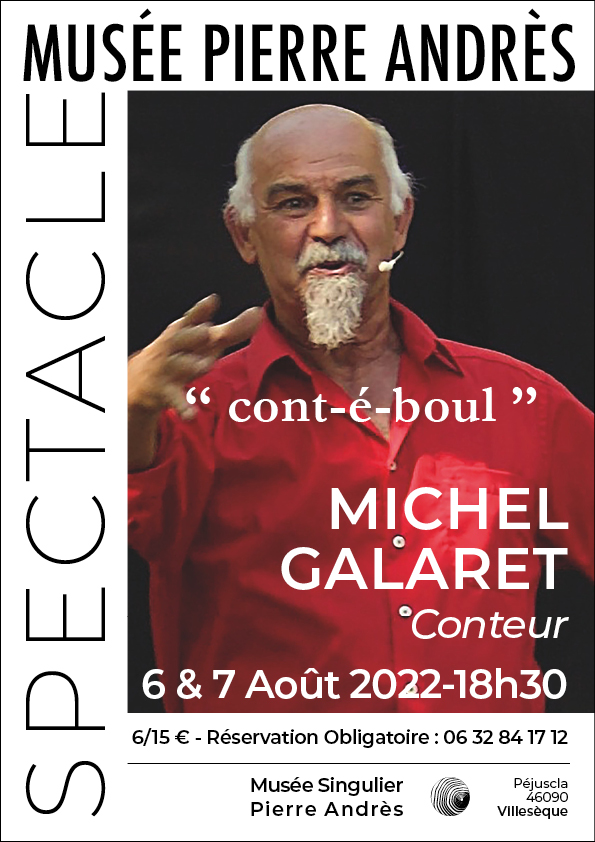 MUSÉE PIERRE ANDRÈS
SPECTACLE
“ cont-é-boul ”
MICHEL
GALARET
Conteur
6 & 7 Août 2022-18h30
6/15 € - Réservation Obligatoire : 06 32 84 17 12
Musée Singulier
Pierre Andrès
Péjuscla
46090
Villesèque